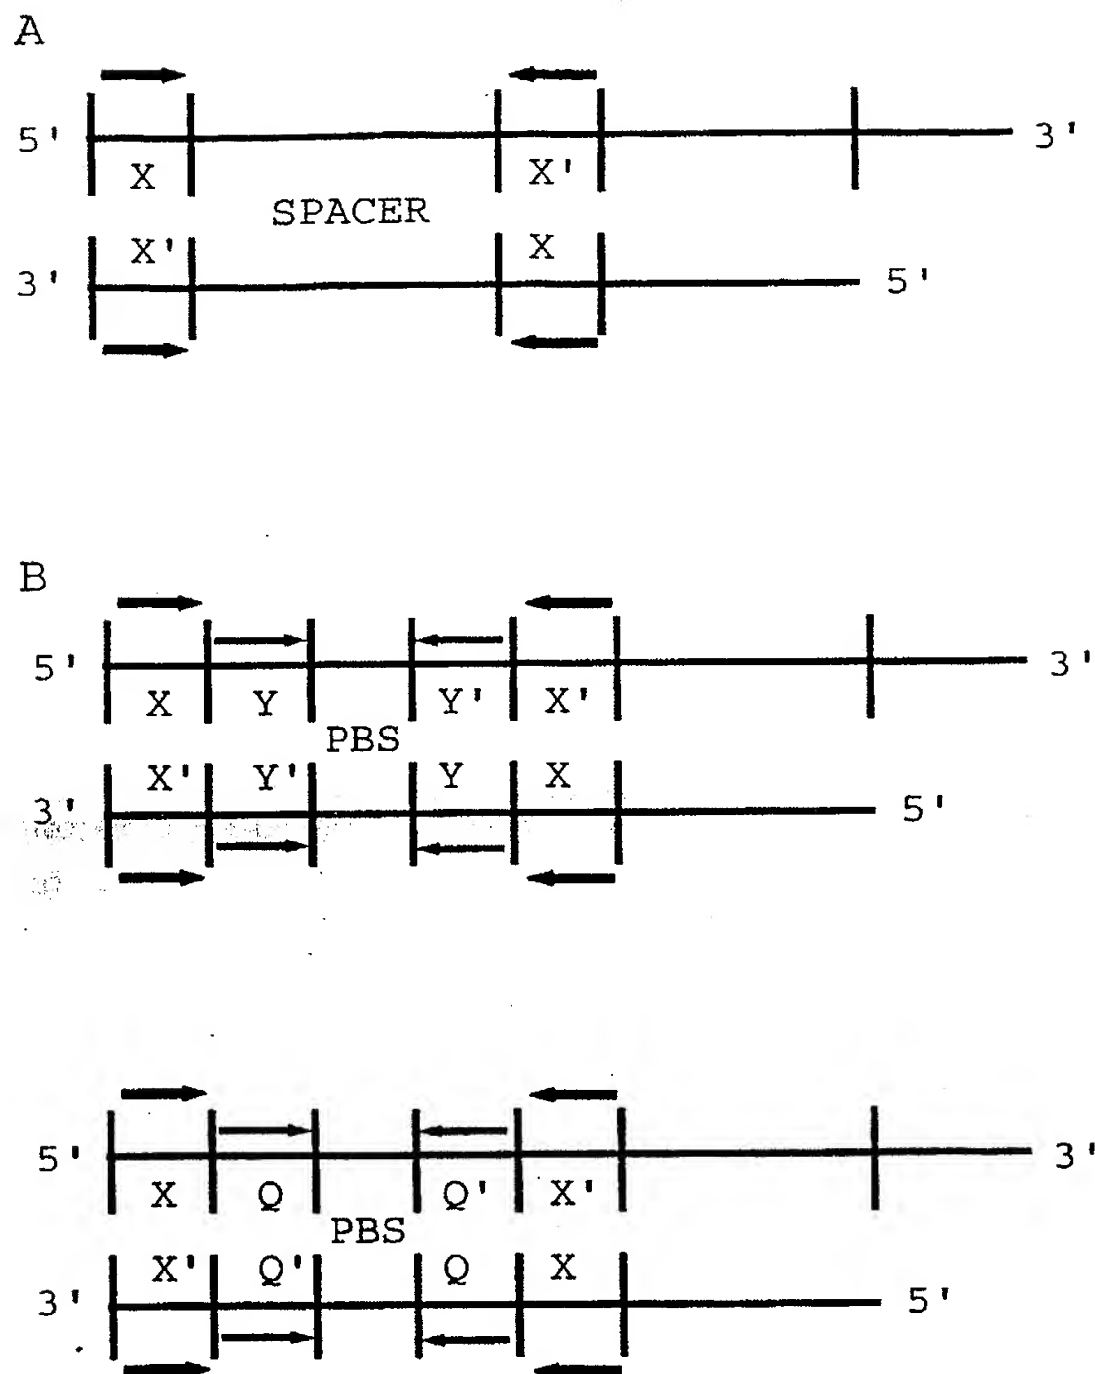 A
5' 3'
X X'
SPACER
X' X
3' 5'
B
5' 3'
X Y Y' X'
PBS
X' Y' Y X
3' 5'
5' 3'
X Q Q' X'
PBS
X' Q' Q X
3' 5'